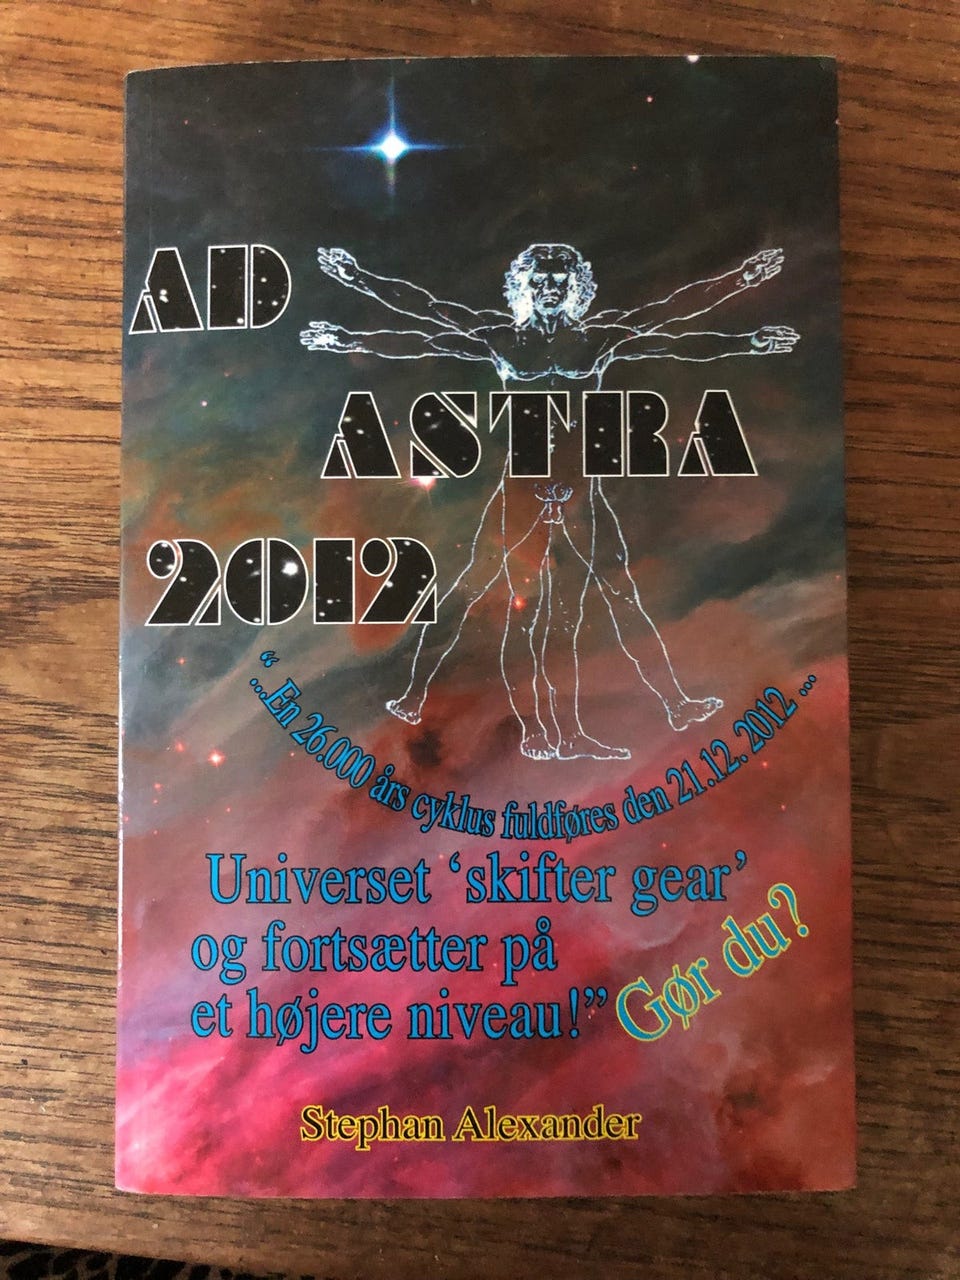 AD
ASTRA
2012
“...En 26.000 års cyklus fuldføres den 21.12.2012 ...
Universet ‘skifter gear’
og fortsætter på
et højere niveau!”
Gør du?
Stephan Alexander